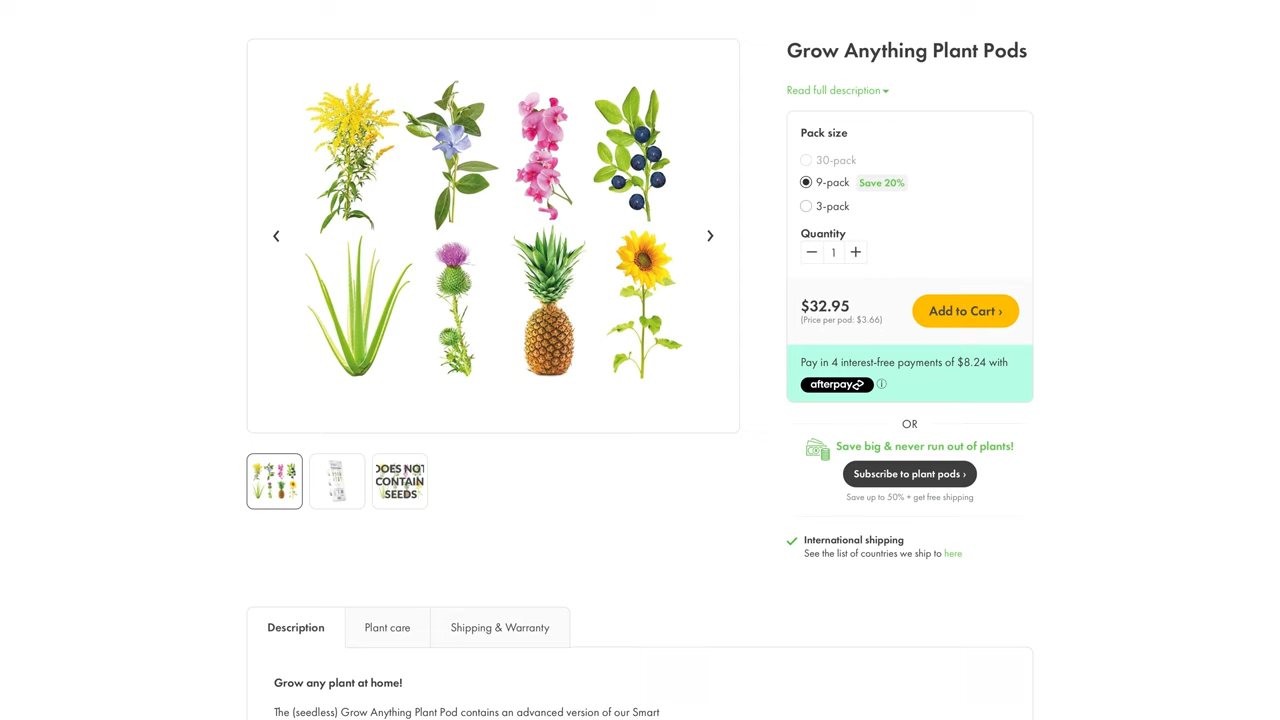 Grow Anything Plant Pods
Read full description
Pack size
30-pack
9-pack Save 20%
3-pack
Quantity
1
$32.95
(Price per pod: $3.66)
Add to Cart ›
Pay in 4 interest-free payments of $8.24 with
afterpay
OR
Save big & never run out of plants!
Subscribe to plant pods ›
Save up to 50% + get free shipping
DOES NOT
CONTAIN
SEEDS
International shipping
See the list of countries we ship to here
Description
Plant care
Shipping & Warranty
Grow any plant at home!
The (seedless) Grow Anything Plant Pod contains an advanced version of our Smart